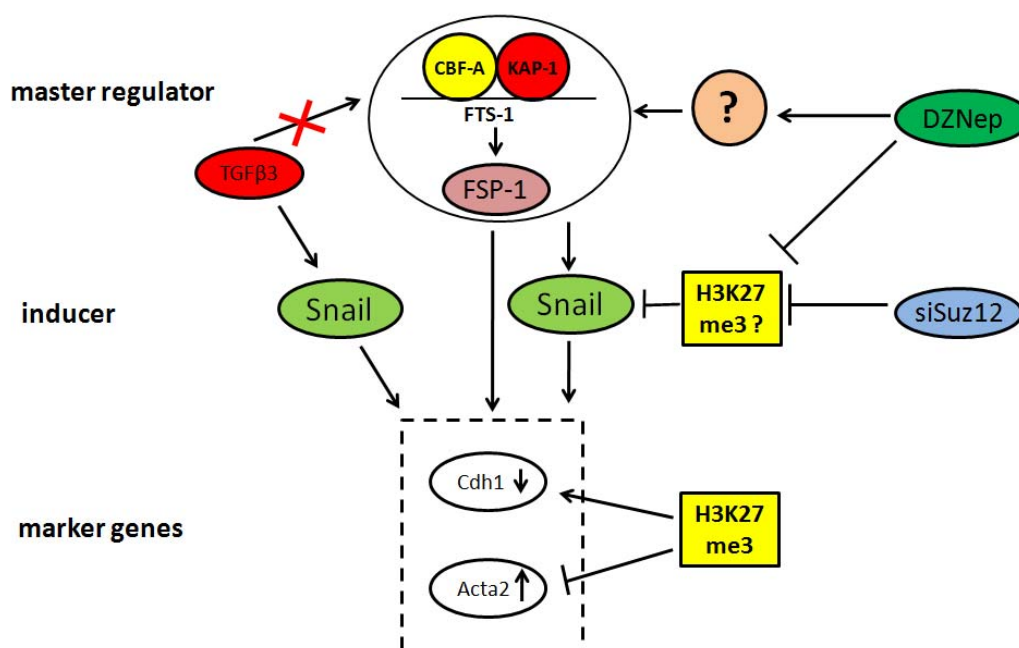 CBF-A KAP-1
master regulator
FTS-1
?
DZNep
TGFβ3
FSP-1
inducer
Snail
Snail
H3K27
me3 ?
siSuz12
Cdh1
marker genes
H3K27
me3
Acta2